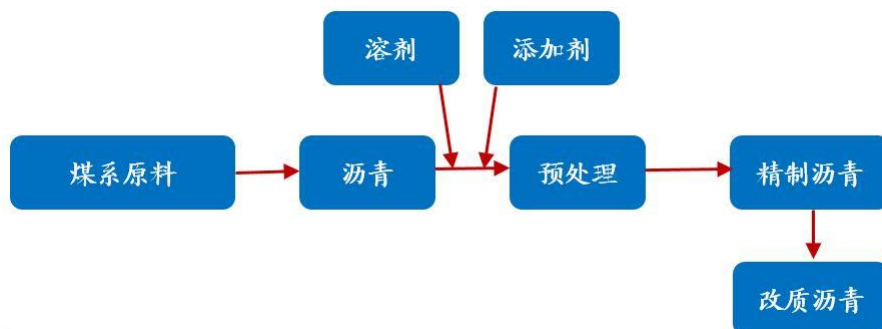 溶剂
添加剂
煤系原料
沥青
预处理
精制沥青
改质沥青